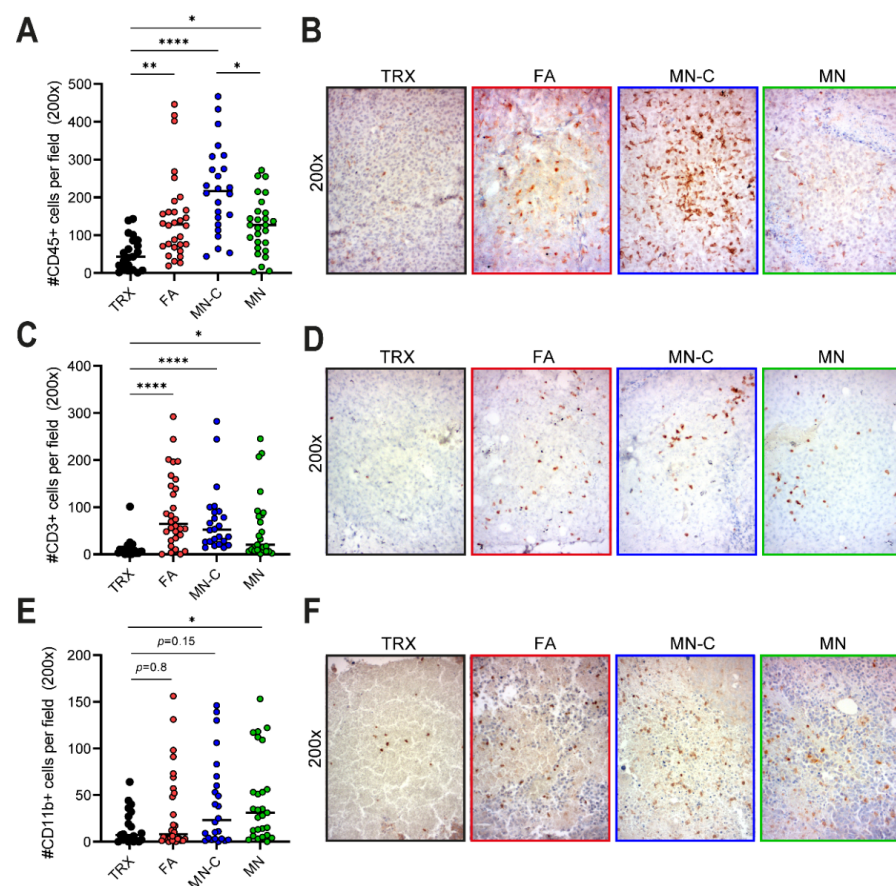 A
*
****
** *
#CD45+ cells per field (200x)
500
400
300
200
100
0
TRX FA MN-C MN
B
TRX FA MN-C MN
200x
C
*
****
****
#CD3+ cells per field (200x)
400
300
200
100
0
TRX FA MN-C MN
D
TRX FA MN-C MN
200x
E
*
p=0.15
p=0.8
#CD11b+ cells per field (200x)
200
150
100
50
0
TRX FA MN-C MN
F
TRX FA MN-C MN
200x